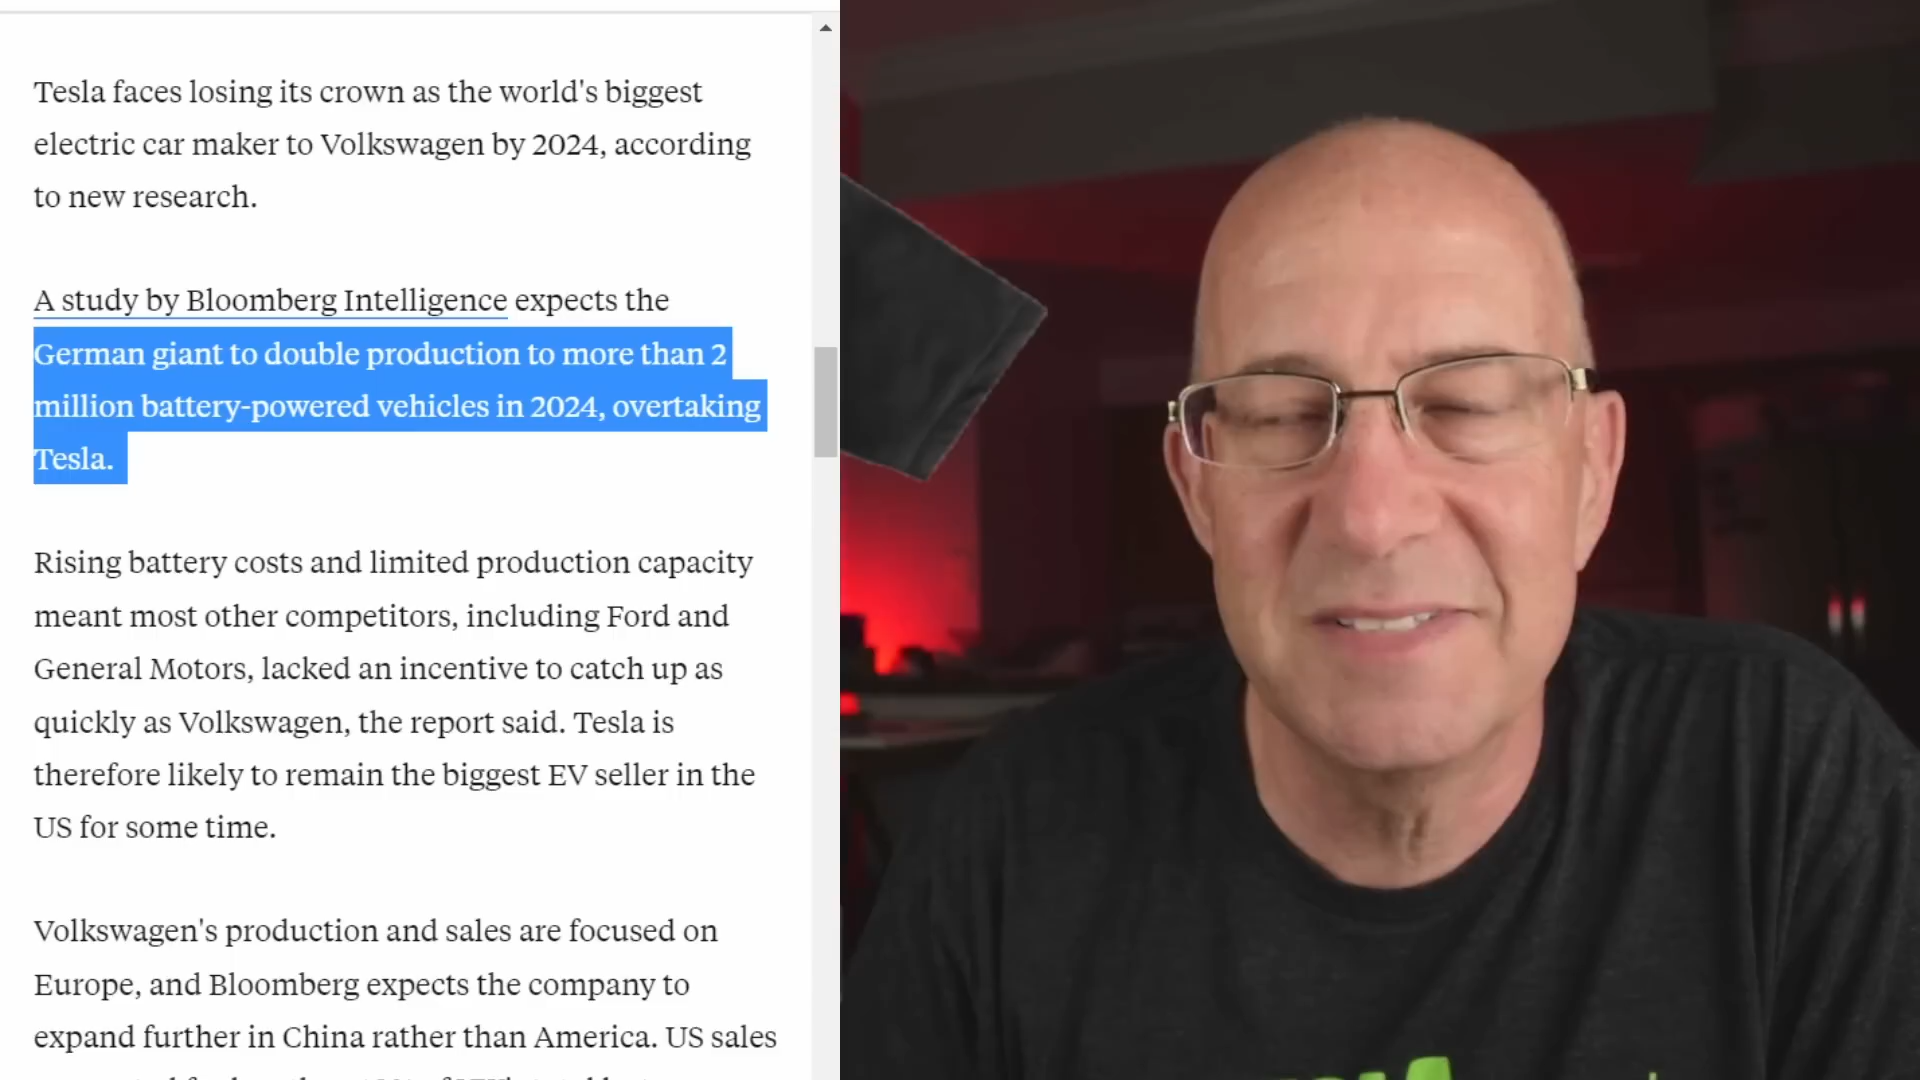 Tesla faces losing its crown as the world's biggest
electric car maker to Volkswagen by 2024, according
to new research.
A study by Bloomberg Intelligence expects the
German giant to double production to more than 2
million battery-powered vehicles in 2024, overtaking
Tesla.
Rising battery costs and limited production capacity
meant most other competitors, including Ford and
General Motors, lacked an incentive to catch up as
quickly as Volkswagen, the report said. Tesla is
therefore likely to remain the biggest EV seller in the
US for some time.
Volkswagen's production and sales are focused on
Europe, and Bloomberg expects the company to
expand further in China rather than America. US sales